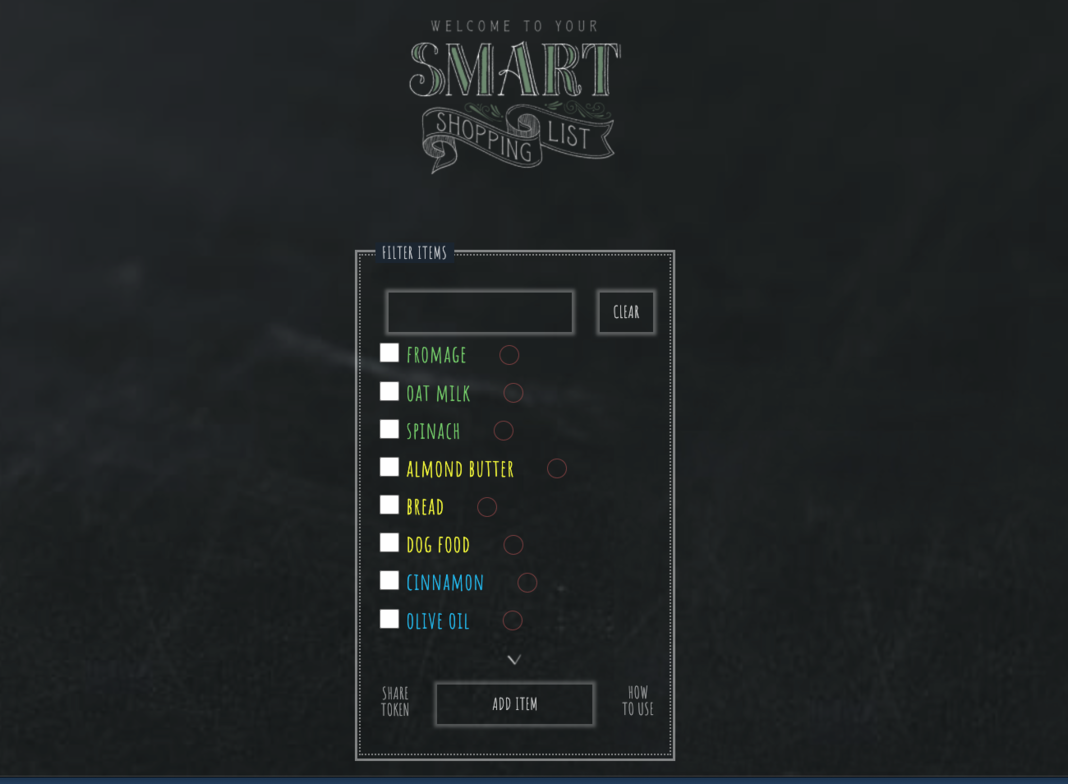 WELCOME TO YOUR
SMART
SHOPPING LIST
FILTER ITEMS
CLEAR
FROMAGE
OAT MILK
SPINACH
ALMOND BUTTER
BREAD
DOG FOOD
CINNAMON
OLIVE OIL
SHARE
TOKEN
ADD ITEM
HOW
TO USE